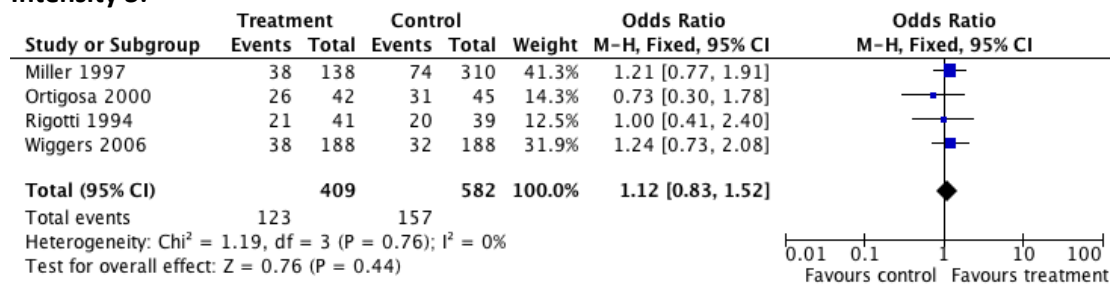 Treatment Control Odds Ratio Odds Ratio
Study or Subgroup Events Total Events Total Weight M-H, Fixed, 95% CI M-H, Fixed, 95% CI
Miller 1997 38 138 74 310 41.3% 1.21 [0.77, 1.91]
Ortigosa 2000 26 42 31 45 14.3% 0.73 [0.30, 1.78]
Rigotti 1994 21 41 20 39 12.5% 1.00 [0.41, 2.40]
Wiggers 2006 38 188 32 188 31.9% 1.24 [0.73, 2.08]
Total (95% CI) 409 582 100.0% 1.12 [0.83, 1.52]
Total events 123 157
Heterogeneity: Chi² = 1.19, df = 3 (P = 0.76); I² = 0%
Test for overall effect: Z = 0.76 (P = 0.44)
0.01 0.1 1 10 100
Favours control Favours treatment